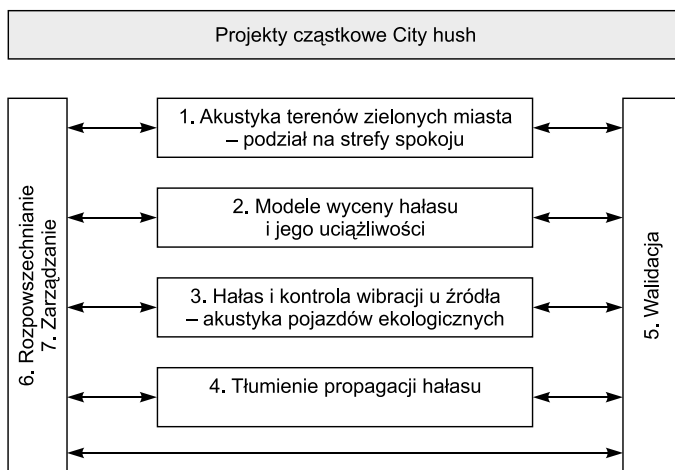 Projekty cząstkowe City hush
6. Rozpowszechnianie
7. Zarządzanie
1. Akustyka terenów zielonych miasta
– podział na strefy spokoju
2. Modele wyceny hałasu
i jego uciążliwości
3. Hałas i kontrola wibracji u źródła
– akustyka pojazdów ekologicznych
4. Tłumienie propagacji hałasu
5. Walidacja